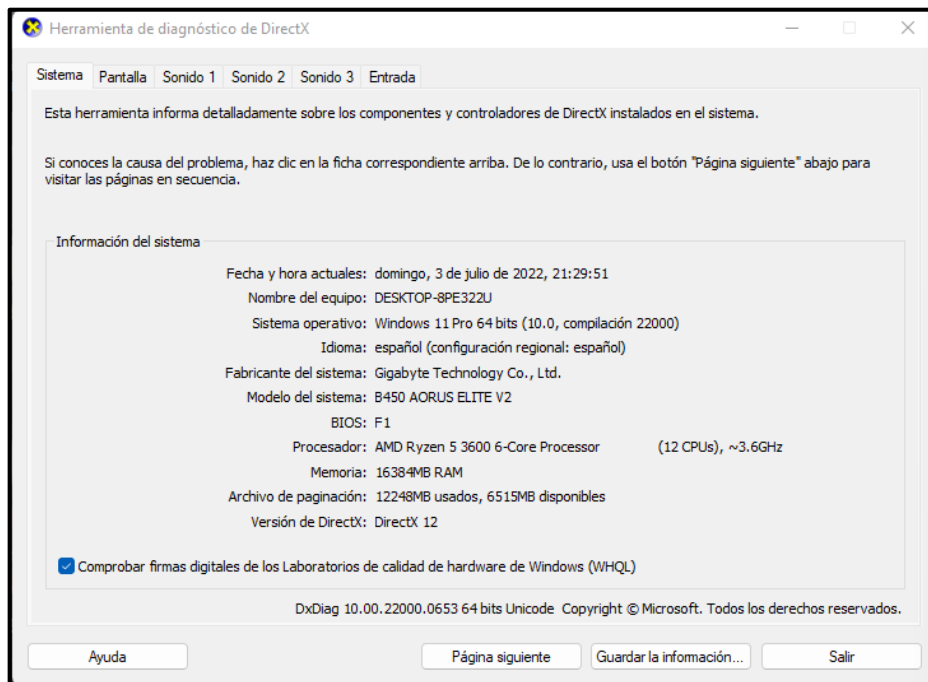 Herramienta de diagnóstico de DirectX
Sistema Pantalla Sonido 1 Sonido 2 Sonido 3 Entrada
Esta herramienta informa detalladamente sobre los componentes y controladores de DirectX instalados en el sistema.
Si conoces la causa del problema, haz clic en la ficha correspondiente arriba. De lo contrario, usa el botón "Página siguiente" abajo para
visitar las páginas en secuencia.
Información del sistema
Fecha y hora actuales: domingo, 3 de julio de 2022, 21:29:51
Nombre del equipo: DESKTOP-8PE322U
Sistema operativo: Windows 11 Pro 64 bits (10.0, compilación 22000)
Idioma: español (configuración regional: español)
Fabricante del sistema: Gigabyte Technology Co., Ltd.
Modelo del sistema: B450 AORUS ELITE V2
BIOS: F1
Procesador: AMD Ryzen 5 3600 6-Core Processor (12 CPUs), ~3.6GHz
Memoria: 16384MB RAM
Archivo de paginación: 12248MB usados, 6515MB disponibles
Versión de DirectX: DirectX 12
Comprobar firmas digitales de los Laboratorios de calidad de hardware de Windows (WHQL)
DxDiag 10.00.22000.0653 64 bits Unicode Copyright © Microsoft. Todos los derechos reservados.
Ayuda Página siguiente Guardar la información... Salir